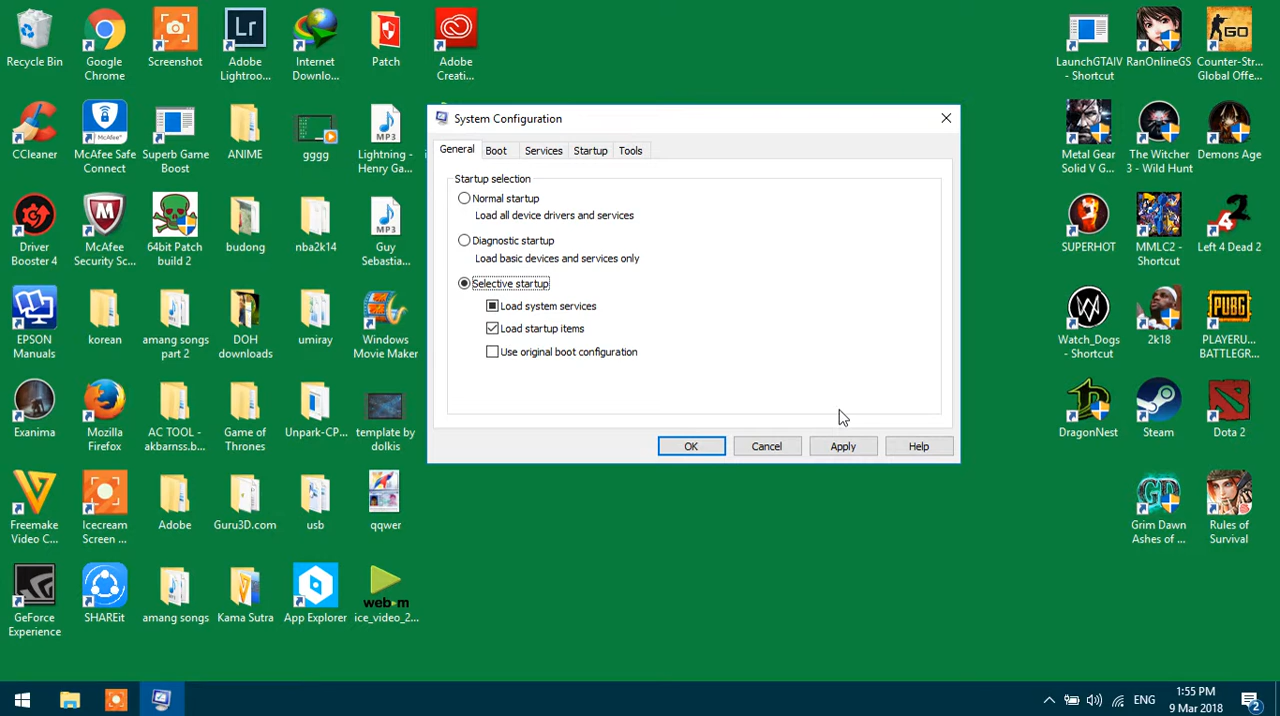 Recycle Bin
Google
Chrome
Screenshot
Lr
Adobe
Lightroo...
Internet
Downlo...
Patch
Adobe
Creati...
CCleaner
McAfee
McAfee Safe
Connect
Superb Game
Boost
ANIME
gggg
MP3
Lightning -
Henry Ga...
Driver
Booster 4
McAfee
Security Sc...
64bit Patch
build 2
budong
nba2k14
MP3
Guy
Sebastia...
EPSON
Manuals
korean
amang songs
part 2
DOH
downloads
umiray
Windows
Movie Maker
Exanima
Mozilla
Firefox
AC TOOL -
akbarnss.b...
Game of
Thrones
Unpark-CP...
template by
dolkis
Freemake
Video C...
Icecream
Screen ...
Adobe
Guru3D.com
usb
qqwer
GeForce
Experience
SHAREit
amang songs
Kama Sutra
App Explorer
web-m
ice_video_2...
System Configuration
General
Boot
Services
Startup
Tools
Startup selection
Normal startup
Load all device drivers and services
Diagnostic startup
Load basic devices and services only
Selective startup
Load system services
Load startup items
Use original boot configuration
OK
Cancel
Apply
Help
LaunchGTAIV
- Shortcut
RanOnlineGS
GO
Counter-Str...
Global Offe...
Metal Gear
Solid V G...
The Witcher
3 - Wild Hunt
Demons Age
SUPERHOT
MMLC2 -
Shortcut
Left 4 Dead 2
Watch_Dogs
- Shortcut
2k18
PUBG
PLAYERU...
BATTLEGR...
DragonNest
Steam
Dota 2
GD
Grim Dawn
Ashes of ...
Rules of
Survival
ENG
1:55 PM
9 Mar 2018
2